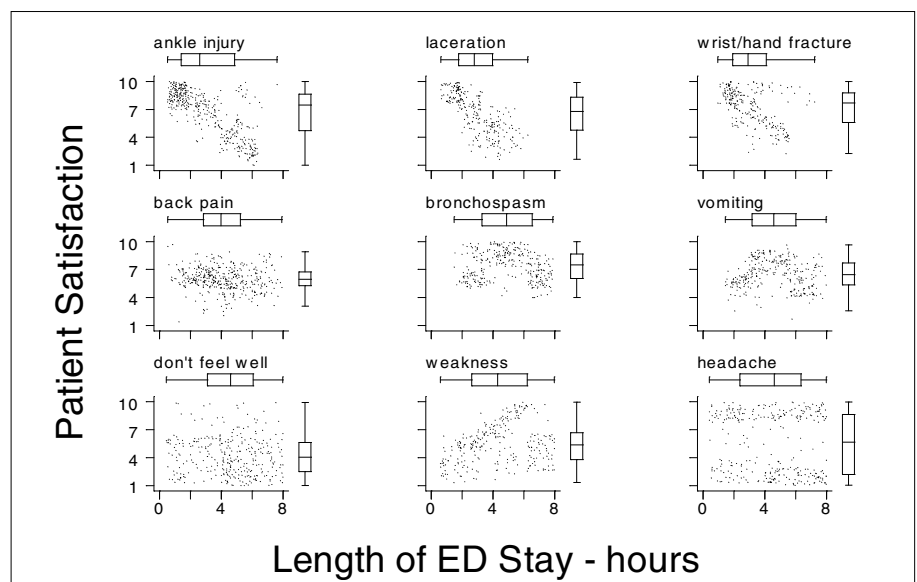 ankle injury
laceration
wrist/hand fracture
10
7
4
1
back pain
bronchospasm
vomiting
10
7
4
1
don't feel well
weakness
headache
10
7
4
1
0 4 8
0 4 8
0 4 8
Patient Satisfaction
Length of ED Stay - hours